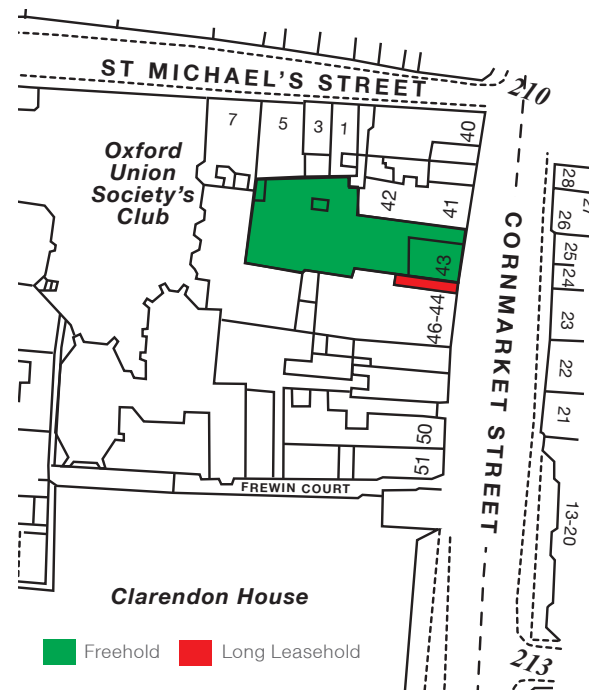 ST MICHAEL'S STREET
210
7
5
3
1
40
Oxford
Union
Society's
Club
42
41
28
27
26
43
25
24
46-44
23
22
21
CORNMARKET STREET
50
51
FREWIN COURT
13-20
Clarendon House
Freehold
Long Leasehold
213